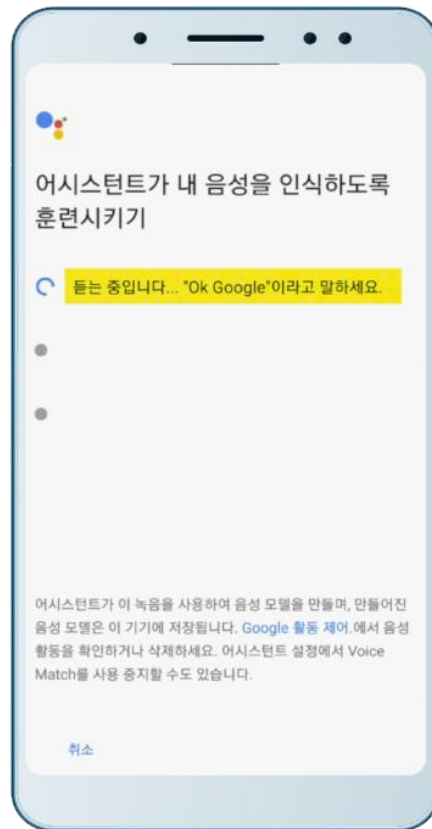 어시스턴트가 내 음성을 인식하도록
훈련시키기
듣는 중입니다... "Ok Google"이라고 말하세요.
어시스턴트가 이 녹음을 사용하여 음성 모델을 만들며, 만들어진
음성 모델은 이 기기에 저장됩니다. Google 활동 제어.에서 음성
활동을 확인하거나 삭제하세요. 어시스턴트 설정에서 Voice
Match를 사용 중지할 수도 있습니다.
취소